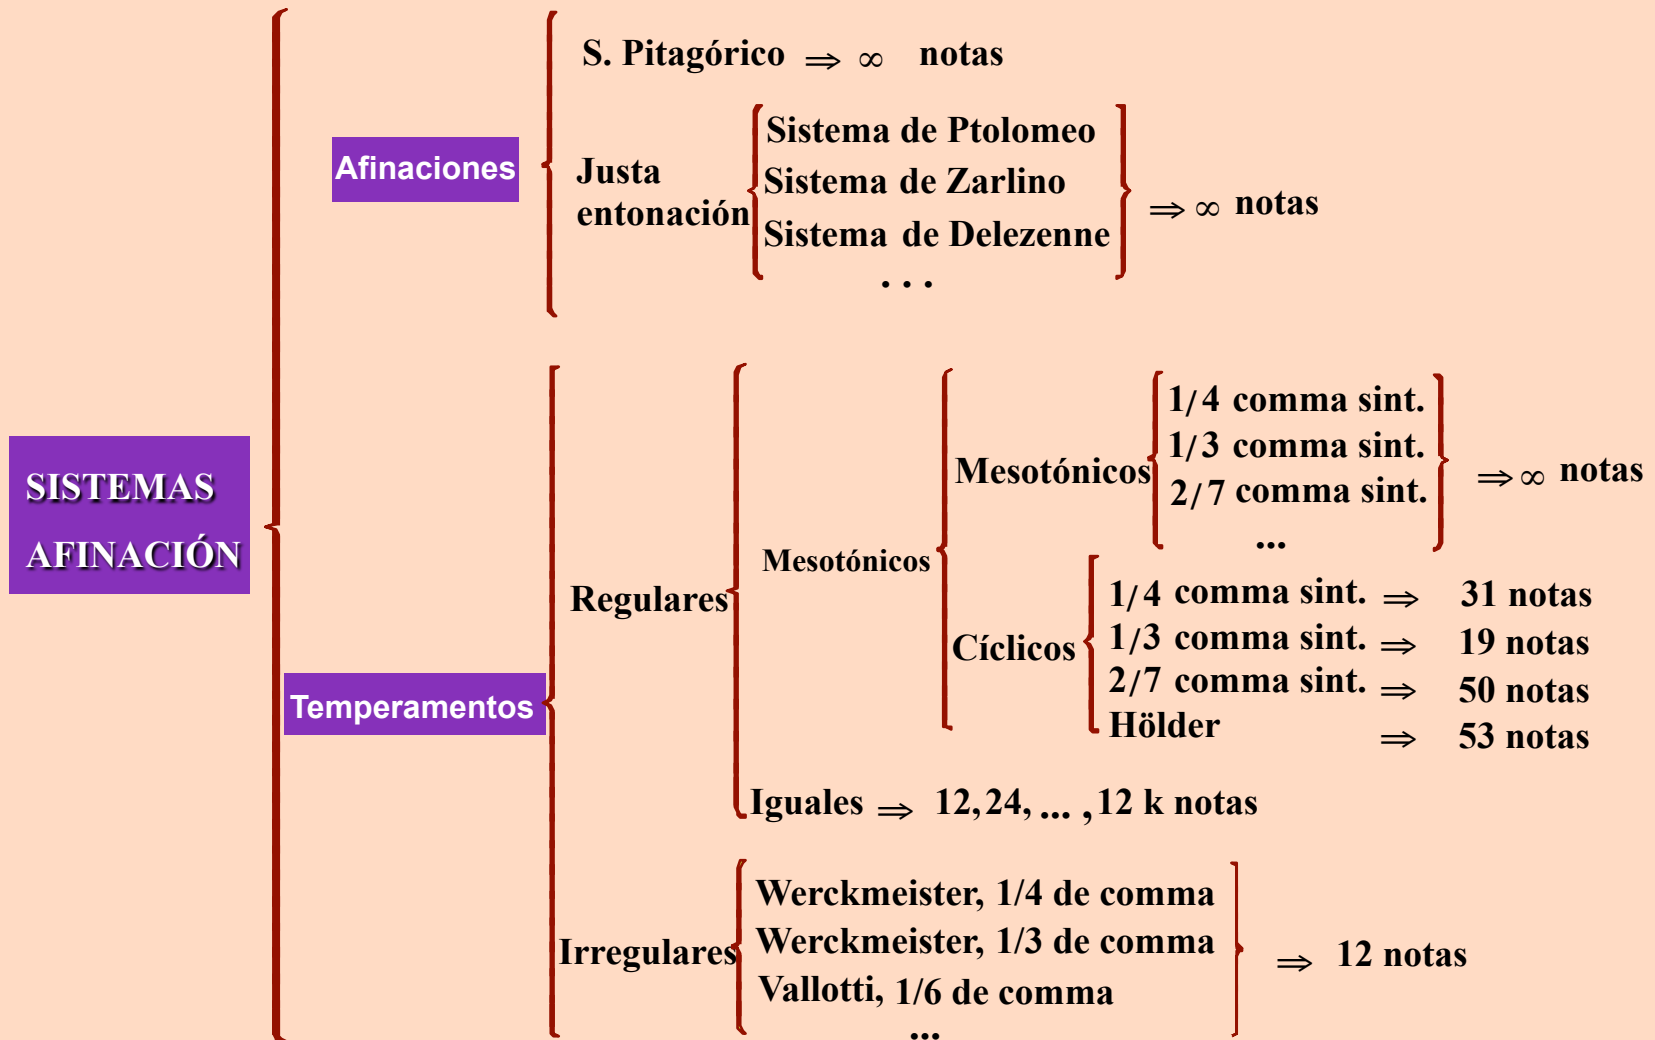 SISTEMAS
AFINACIÓN
Afinaciones
S. Pitagórico ⇒ ∞ notas
Justa
entonación
Sistema de Ptolomeo
Sistema de Zarlino
Sistema de Delezenne
. . .
⇒ ∞ notas
Temperamentos
Regulares
Mesotónicos
Mesotónicos
1/4 comma sint.
1/3 comma sint.
2/7 comma sint.
...
⇒ ∞ notas
Cíclicos
1/4 comma sint. ⇒ 31 notas
1/3 comma sint. ⇒ 19 notas
2/7 comma sint. ⇒ 50 notas
Hölder ⇒ 53 notas
Iguales ⇒ 12,24, ... ,12 k notas
Irregulares
Werckmeister, 1/4 de comma
Werckmeister, 1/3 de comma
Vallotti, 1/6 de comma
...
⇒ 12 notas